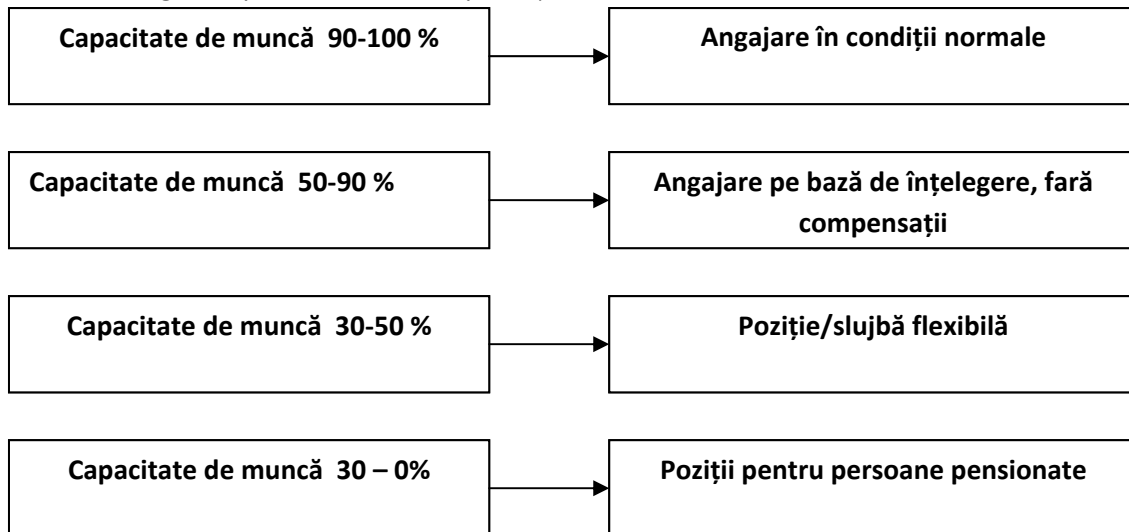 Capacitate de muncă 90-100 %
Angajare în condiții normale
Capacitate de muncă 50-90 %
Angajare pe bază de înțelegere, fară
compensații
Capacitate de muncă 30-50 %
Poziție/slujbă flexibilă
Capacitate de muncă 30 – 0%
Poziții pentru persoane pensionate